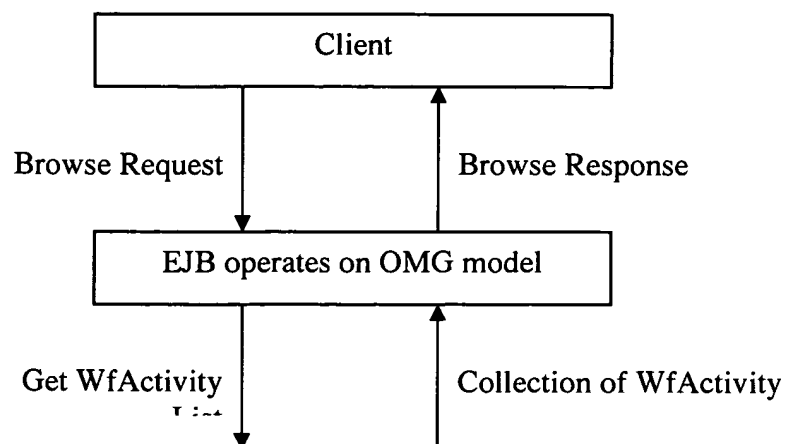 Client
Browse Request
Browse Response
EJB operates on OMG model
Get WfActivity
Collection of WfActivity